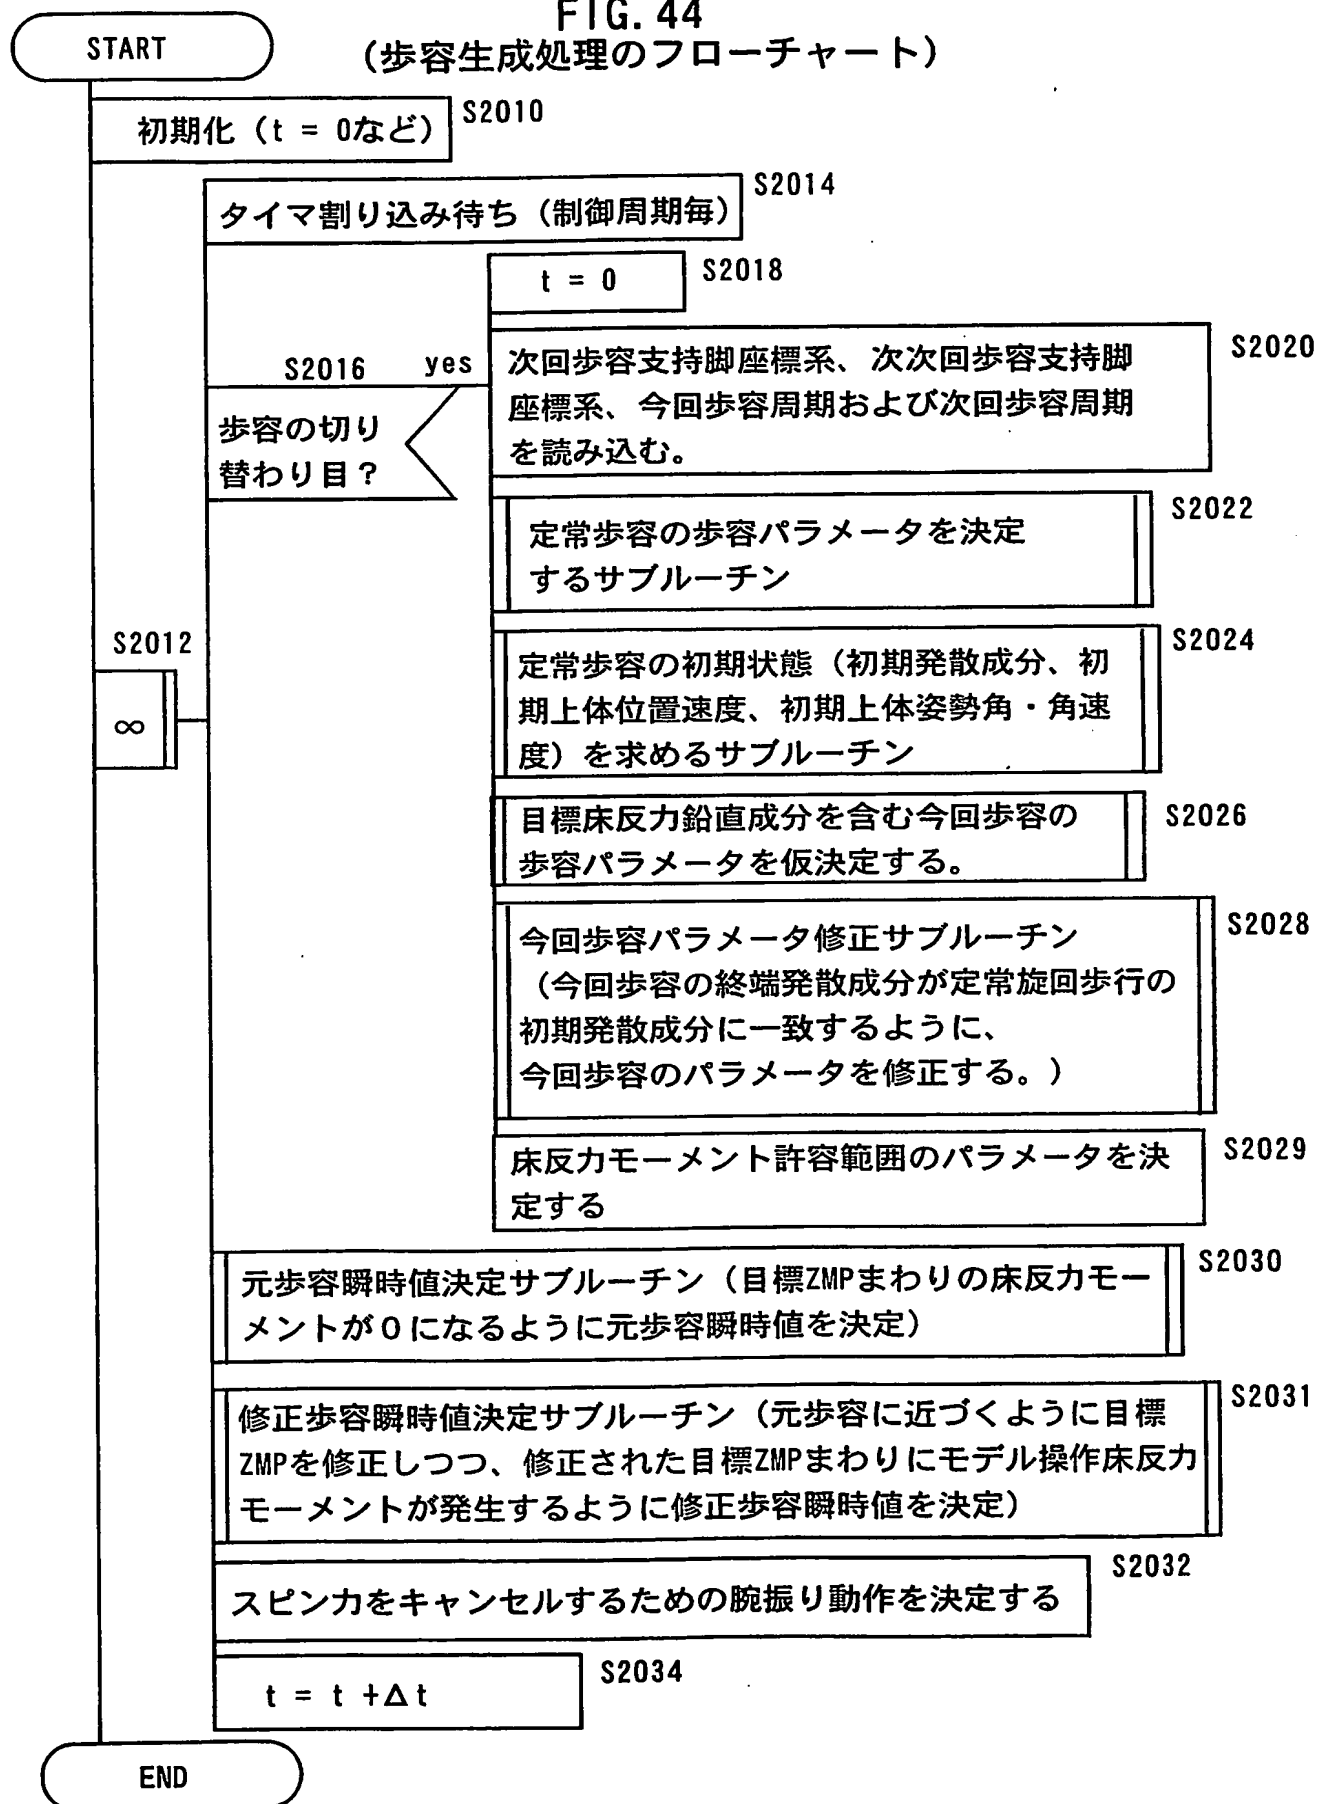 FIG. 44
(歩容生成処理のフローチャート)
START
初期化 (t = 0など)
S2010
タイマ割り込み待ち (制御周期毎)
S2014
t = 0
S2018
S2016
yes
歩容の切り
替わり目?
次回歩容支持脚座標系、次次回歩容支持脚
座標系、今回歩容周期および次回歩容周期
を読み込む。
S2020
定常歩容の歩容パラメータを決定
するサブルーチン
S2022
S2012
∞
定常歩容の初期状態 (初期発散成分、初
期上体位置速度、初期上体姿勢角・角速
度) を求めるサブルーチン
S2024
目標床反力鉛直成分を含む今回歩容の
歩容パラメータを仮決定する。
S2026
今回歩容パラメータ修正サブルーチン
(今回歩容の終端発散成分が定常旋回歩行の
初期発散成分に一致するように、
今回歩容のパラメータを修正する。)
S2028
床反力モーメント許容範囲のパラメータを決
定する
S2029
元歩容瞬時値決定サブルーチン (目標ZMPまわりの床反力モー
メントが0になるように元歩容瞬時値を決定)
S2030
修正歩容瞬時値決定サブルーチン (元歩容に近づくように目標
ZMPを修正しつつ、修正された目標ZMPまわりにモデル操作床反力
モーメントが発生するように修正歩容瞬時値を決定)
S2031
スピン力をキャンセルするための腕振り動作を決定する
S2032
t = t +Δt
S2034
END